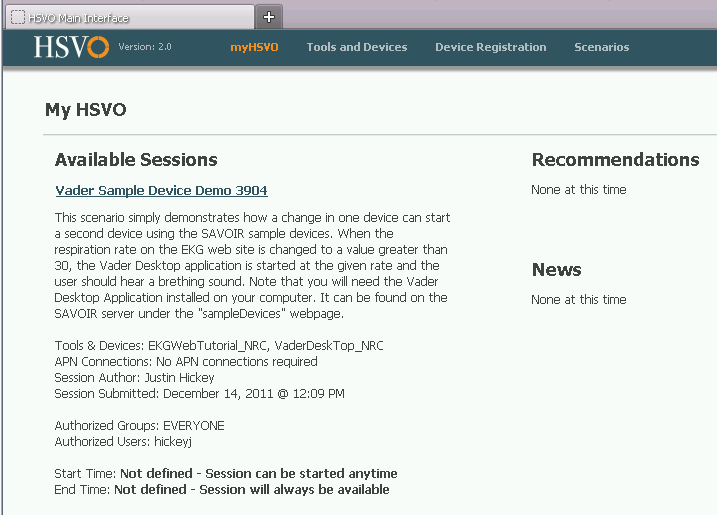 HSVO Main Interface
HSVO Version: 2.0 myHSVO Tools and Devices Device Registration Scenarios
My HSVO
Available Sessions
Vader Sample Device Demo 3904
This scenario simply demonstrates how a change in one device can start
a second device using the SAVOIR sample devices. When the
respiration rate on the EKG web site is changed to a value greater than
30, the Vader Desktop application is started at the given rate and the
user should hear a brething sound. Note that you will need the Vader
Desktop Application installed on your computer. It can be found on the
SAVOIR server under the "sampleDevices" webpage.
Tools & Devices: EKGWebTutorial_NRC, VaderDeskTop_NRC
APN Connections: No APN connections required
Session Author: Justin Hickey
Session Submitted: December 14, 2011 @ 12:09 PM
Authorized Groups: EVERYONE
Authorized Users: hickeyj
Start Time: Not defined - Session can be started anytime
End Time: Not defined - Session will always be available
Recommendations
None at this time
News
None at this time